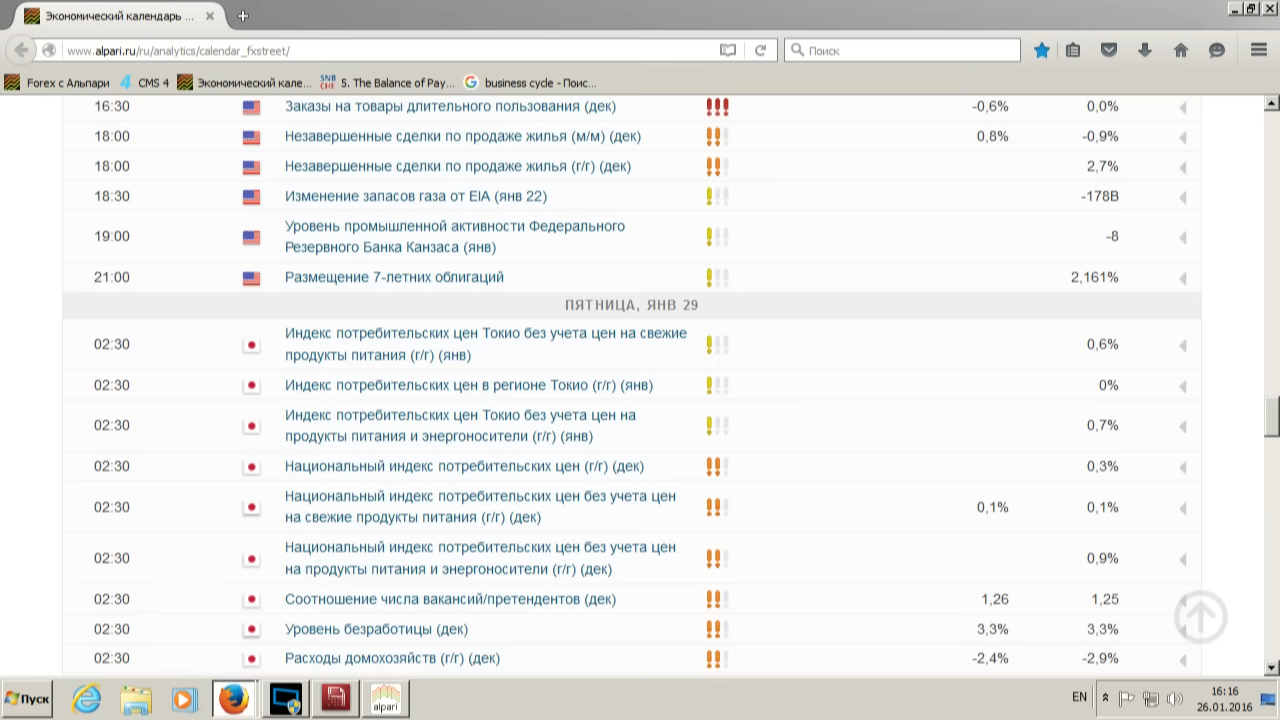 Экономический календарь ...
www.alpari.ru/ru/analytics/calendar_fxstreet/
Поиск
Forex с Альпари
CMS 4
Экономический кале...
SNB
CHF
5. The Balance of Pay...
business cycle - Поис...
16:30 Заказы на товары длительного пользования (дек) -0,6% 0,0%
18:00 Незавершенные сделки по продаже жилья (м/м) (дек) 0,8% -0,9%
18:00 Незавершенные сделки по продаже жилья (г/г) (дек) 2,7%
18:30 Изменение запасов газа от EIA (янв 22) -178B
19:00 Уровень промышленной активности Федерального
Резервного Банка Канзаса (янв) -8
21:00 Размещение 7-летних облигаций 2,161%
ПЯТНИЦА, ЯНВ 29
02:30 Индекс потребительских цен Токио без учета цен на свежие
продукты питания (г/г) (янв) 0,6%
02:30 Индекс потребительских цен в регионе Токио (г/г) (янв) 0%
02:30 Индекс потребительских цен Токио без учета цен на
продукты питания и энергоносители (г/г) (янв) 0,7%
02:30 Национальный индекс потребительских цен (г/г) (дек) 0,3%
02:30 Национальный индекс потребительских цен без учета цен
на свежие продукты питания (г/г) (дек) 0,1% 0,1%
02:30 Национальный индекс потребительских цен без учета цен
на продукты питания и энергоносители (г/г) (дек) 0,9%
02:30 Соотношение числа вакансий/претендентов (дек) 1,26 1,25
02:30 Уровень безработицы (дек) 3,3% 3,3%
02:30 Расходы домохозяйств (г/г) (дек) -2,4% -2,9%
Пуск
alpari
EN
16:16
26.01.2016